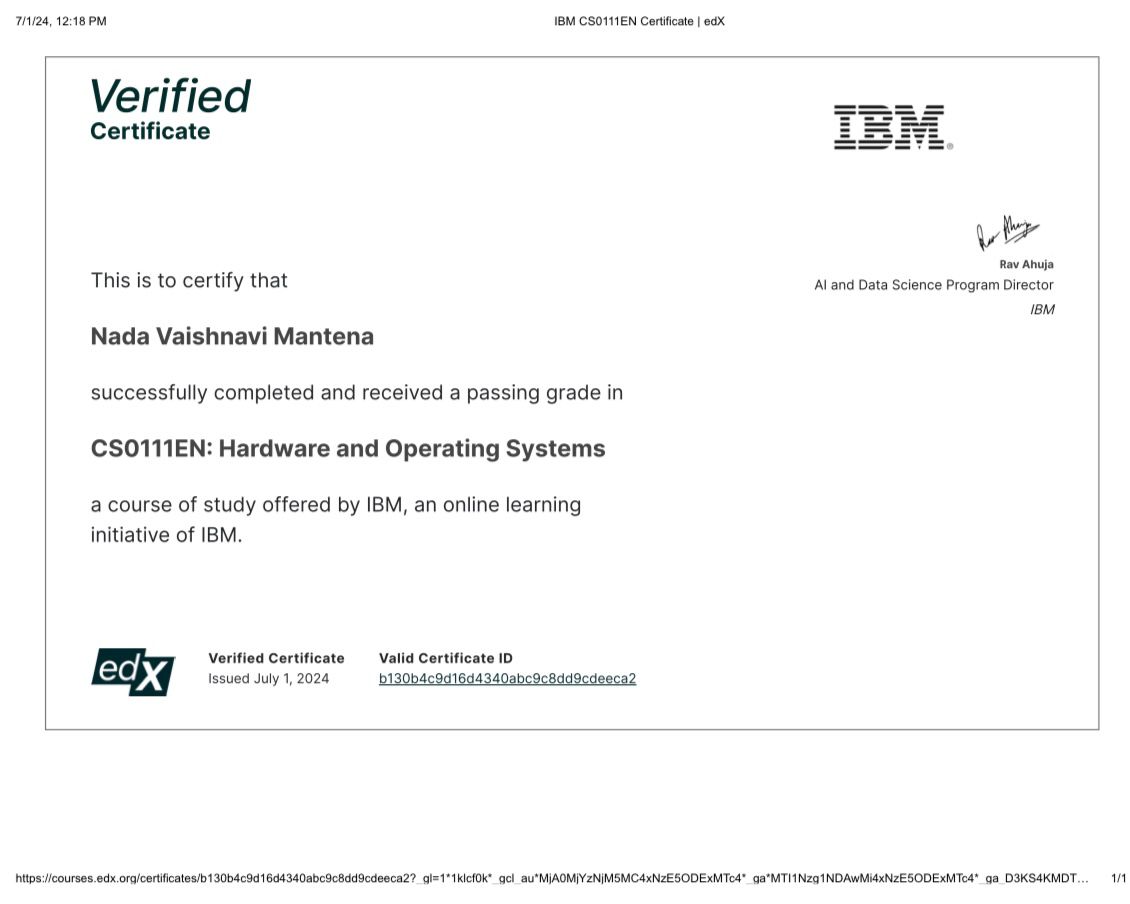 7/1/24, 12:18 PM
IBM CS0111EN Certificate | edX
Verified
Certificate
IBM®
Rav Ahuja
Rav Ahuja
AI and Data Science Program Director
IBM
This is to certify that
Nada Vaishnavi Mantena
successfully completed and received a passing grade in
CS0111EN: Hardware and Operating Systems
a course of study offered by IBM, an online learning
initiative of IBM.
edX
Verified Certificate
Issued July 1, 2024
Valid Certificate ID
b130b4c9d16d4340abc9c8dd9cdeeca2
https://courses.edx.org/certificates/b130b4c9d16d4340abc9c8dd9cdeeca2?_gl=1*1klcf0k*_gcl_au*MjA0MjYzNjM5MC4xNzE5ODExMTc4*_ga*MTI1Nzg1NDAwMi4xNzE5ODExMTc4*_ga_D3KS4KMDT…
1/1